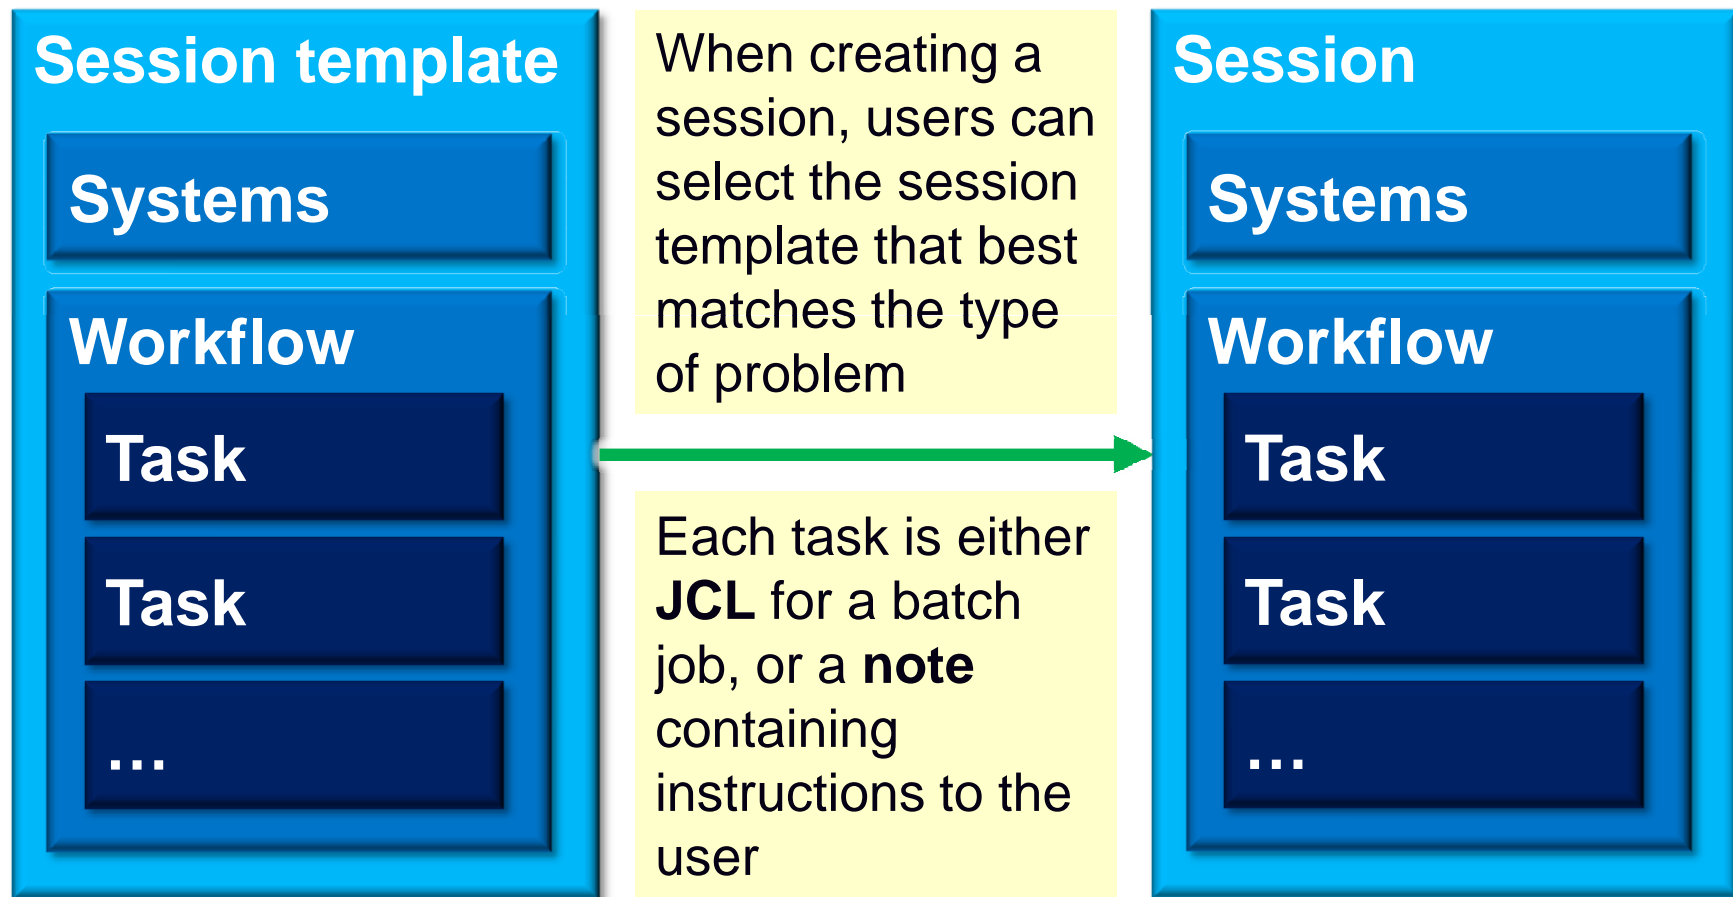 Session template
Systems
Workflow
Task
Task
…
When creating a
session, users can
select the session
template that best
matches the type
of problem
Each task is either
JCL for a batch
job, or a note
containing
instructions to the
user
Session
Systems
Workflow
Task
Task
…